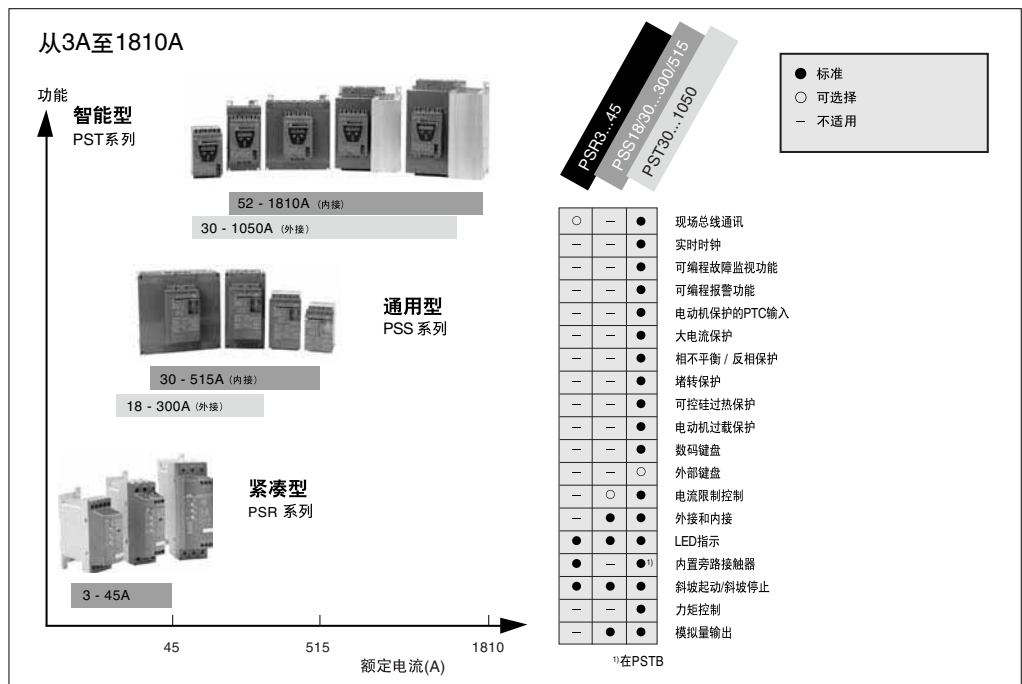 从3A至1810A
功能
智能型
PST系列
52 - 1810A (内接)
30 - 1050A (外接)
通用型
PSS 系列
30 - 515A (内接)
18 - 300A (外接)
紧凑型
PSR 系列
3 - 45A
45
515
1810
额定电流(A)
PSR3...45
PSS18/30...300/515
PST30...1050
● 标准
○ 可选择
– 不适用
○ – ● 现场总线通讯
– – ● 实时时钟
– – ● 可编程故障监视功能
– – ● 可编程报警功能
– – ● 电动机保护的PTC输入
– – ● 大电流保护
– – ● 相不平衡 / 反相保护
– – ● 堵转保护
– – ● 可控硅过热保护
– – ● 电动机过载保护
– – ● 数码键盘
– – ○ 外部键盘
– ○ ● 电流限制控制
– ● ● 外接和内接
● ● ● LED指示
● – ●1) 内置旁路接触器
● ● ● 斜坡起动/斜坡停止
– – ● 力矩控制
– ● ● 模拟量输出
1)在PSTB